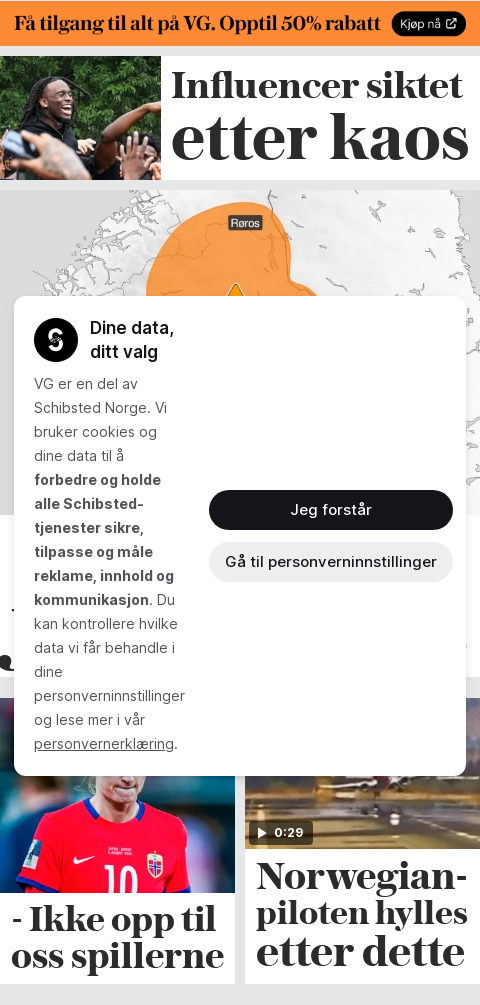 Få tilgang til alt på VG. Opptil 50% rabatt
Kjøp nå
Influencer siktet
etter kaos
Røros
Dine data,
ditt valg
VG er en del av
Schibsted Norge. Vi
bruker cookies og
dine data til å
forbedre og holde
alle Schibsted-
tjenester sikre,
tilpasse og måle
reklame, innhold og
kommunikasjon. Du
kan kontrollere hvilke
data vi får behandle i
dine
personverninnstillinger
og lese mer i vår
personvernerklæring.
Jeg forstår
Gå til personverninnstillinger
10
0:29
- Ikke opp til
oss spillerne
Norwegian-
piloten hylles
etter dette